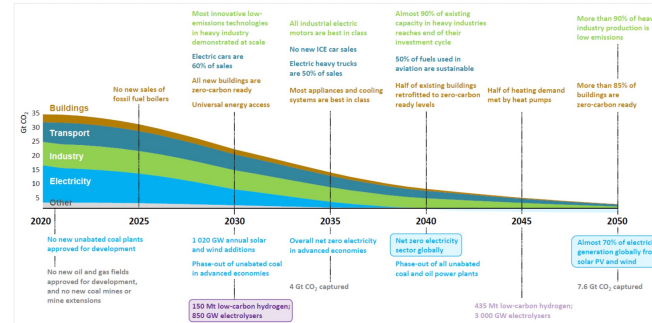 Most innovative low-
emissions technologies
in heavy industry
demonstrated at scale
All industrial electric
motors are best in class
Almost 90% of existing
capacity in heavy industries
reaches end of their
investment cycle
More than 90% of heavy
industry production is
low emissions
Electric cars are
60% of sales
No new ICE car sales
Electric heavy trucks
are 50% of sales
50% of fuels used in
aviation are sustainable
No new sales of
fossil fuel boilers
All new buildings are
zero-carbon ready
Universal energy access
Most appliances and cooling
systems are best in class
Half of existing buildings
retrofitted to zero-carbon
ready levels
Half of heating demand
met by heat pumps
More than 85% of
buildings are
zero-carbon ready
Gt CO2
35
30
25
20
15
10
5
Buildings
Transport
Industry
Electricity
Other
2020
2025
2030
2035
2040
2045
2050
No new unabated coal plants
approved for development
No new oil and gas fields
approved for development,
and no new coal mines or
mine extensions
1 020 GW annual solar
and wind additions
Phase-out of unabated coal
in advanced economies
150 Mt low-carbon hydrogen;
850 GW electrolysers
Overall net zero electricity
in advanced economies
4 Gt CO2 captured
Net zero electricity
sector globally
Phase-out of all unabated
coal and oil power plants
435 Mt low-carbon hydrogen;
3 000 GW electrolysers
Almost 70% of electrici
generation globally from
solar PV and wind
7.6 Gt CO2 captured